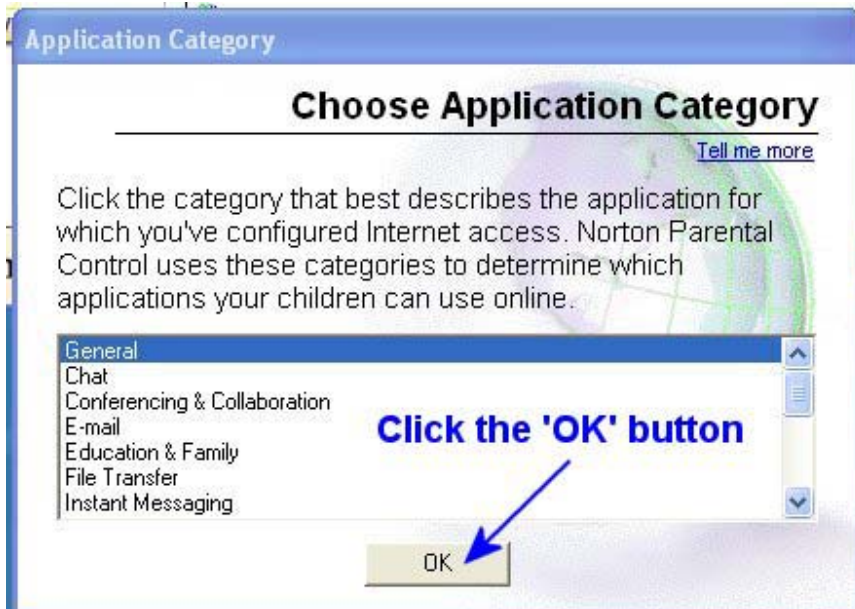 Application Category
Choose Application Category
Tell me more
Click the category that best describes the application for
which you've configured Internet access. Norton Parental
Control uses these categories to determine which
applications your children can use online.
General
Chat
Conferencing & Collaboration
E-mail
Education & Family
File Transfer
Instant Messaging
Click the 'OK' button
OK